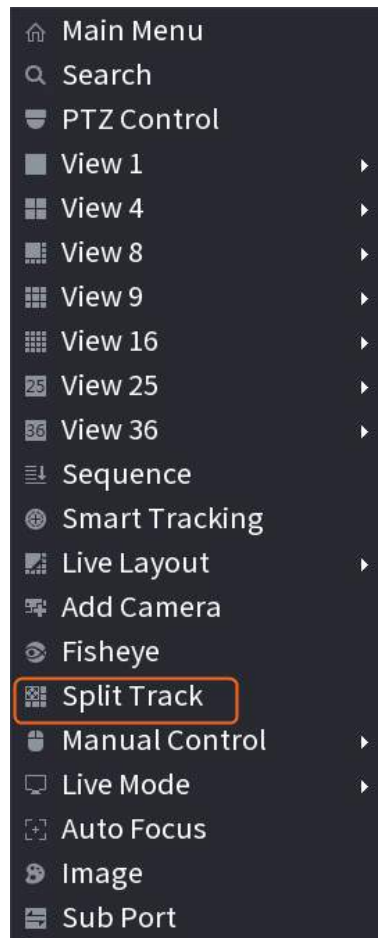 Main Menu
Search
PTZ Control
View 1
View 4
View 8
View 9
View 16
25 View 25
36 View 36
Sequence
Smart Tracking
Live Layout
Add Camera
Fisheye
Split Track
Manual Control
Live Mode
Auto Focus
Image
Sub Port